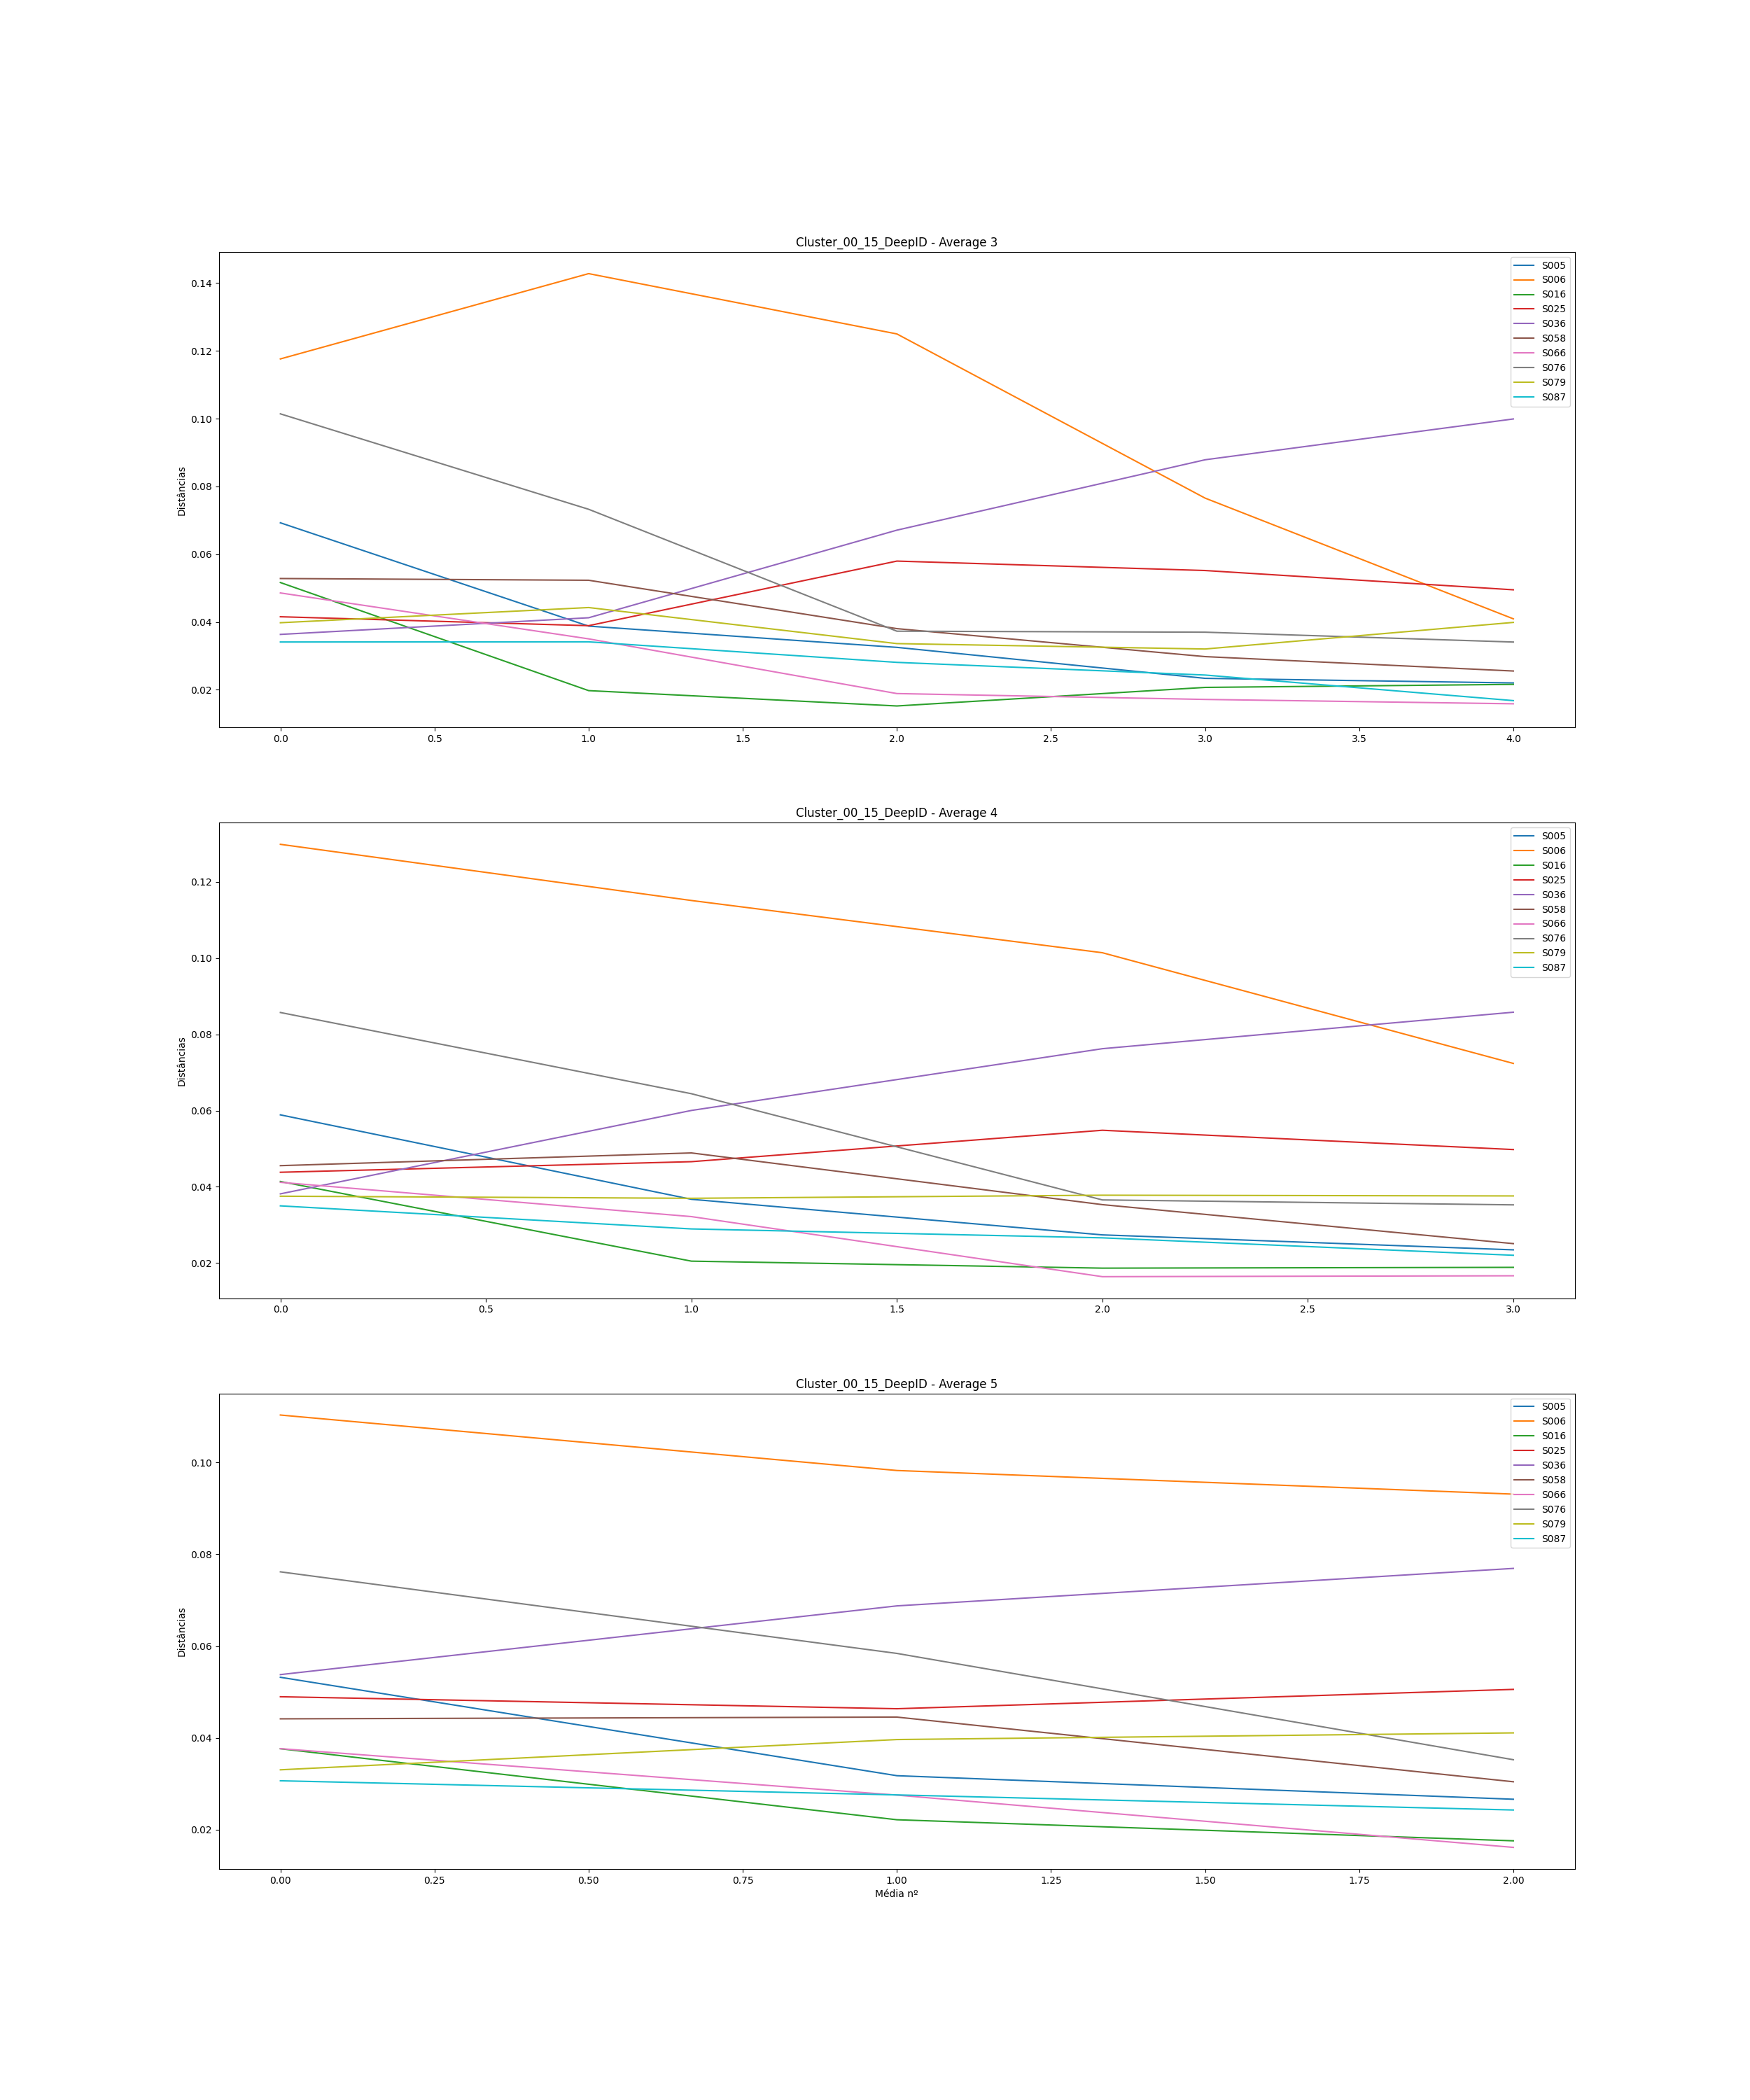 Cluster_00_15_DeepID - Average 3
Distâncias
0.14
0.12
0.10
0.08
0.06
0.04
0.02
0.0 0.5 1.0 1.5 2.0 2.5 3.0 3.5 4.0
S005
S006
S016
S025
S036
S058
S066
S076
S079
S087
Cluster_00_15_DeepID - Average 4
Distâncias
0.12
0.10
0.08
0.06
0.04
0.02
0.0 0.5 1.0 1.5 2.0 2.5 3.0
S005
S006
S016
S025
S036
S058
S066
S076
S079
S087
Cluster_00_15_DeepID - Average 5
Distâncias
0.10
0.08
0.06
0.04
0.02
0.00 0.25 0.50 0.75 1.00 1.25 1.50 1.75 2.00
Média nº
S005
S006
S016
S025
S036
S058
S066
S076
S079
S087